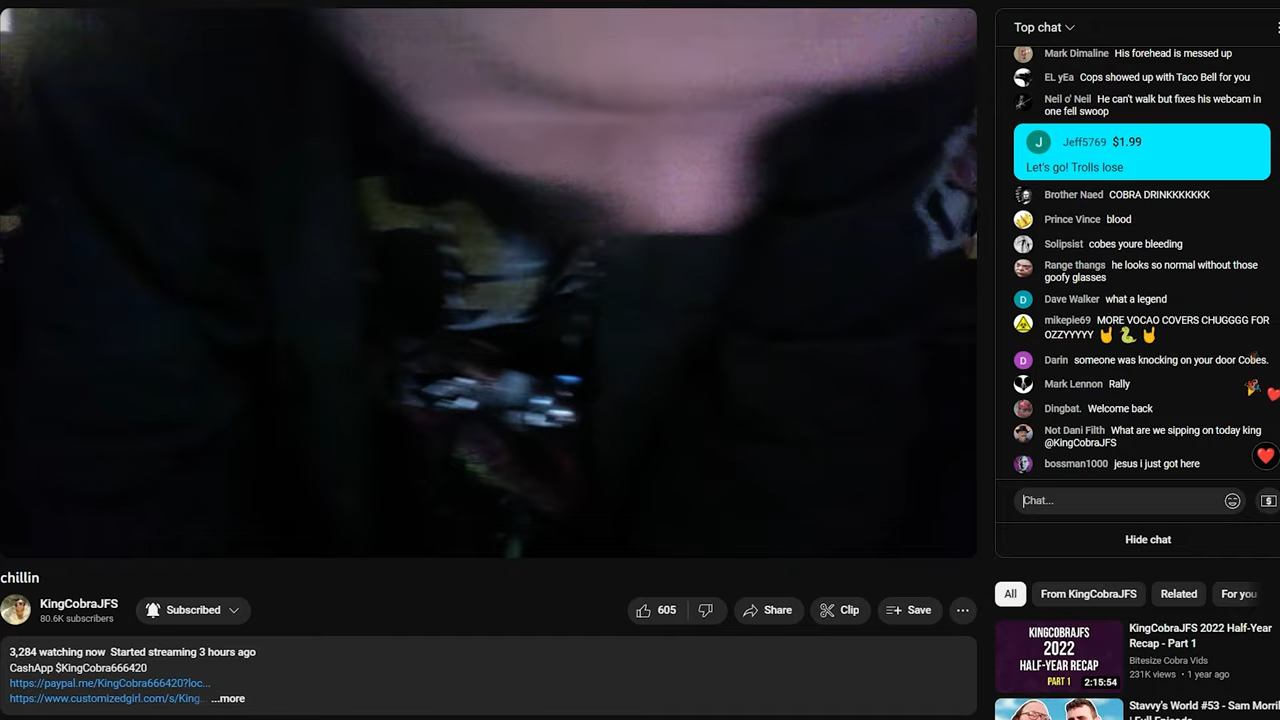 Top chat
Mark Dimaline His forehead is messed up
EL yEa Cops showed up with Taco Bell for you
Neil o' Neil He can't walk but fixes his webcam in
one fell swoop
J Jeff5769 $1.99
Let's go! Trolls lose
Brother Naed COBRA DRINKKKKKKK
Prince Vince blood
Solipsist cobes youre bleeding
Range thangs he looks so normal without those
goofy glasses
D Dave Walker what a legend
mikepie69 MORE VOCAO COVERS CHUGGGG FOR
OZZYYYYY 🤘 🐍 🤘
D Darin someone was knocking on your door Cobes.
Mark Lennon Rally
Dingbat. Welcome back
Not Dani Filth What are we sipping on today king
@KingCobraJFS
bossman1000 jesus i just got here
Chat...
Hide chat
chillin
KingCobraJFS
80.6K subscribers
Subscribed
605
Share
Clip
Save
3,284 watching now Started streaming 3 hours ago
CashApp $KingCobra666420
https://paypal.me/KingCobra666420?loc...
https://www.customizedgirl.com/s/King... ...more
All
From KingCobraJFS
Related
For you
KINGCOBRAJFS
2022
HALF-YEAR RECAP
PART 1
2:15:54
KingCobraJFS 2022 Half-Year
Recap - Part 1
Bitesize Cobra Vids
231K views • 1 year ago
Stavvy's World #53 - Sam Morri